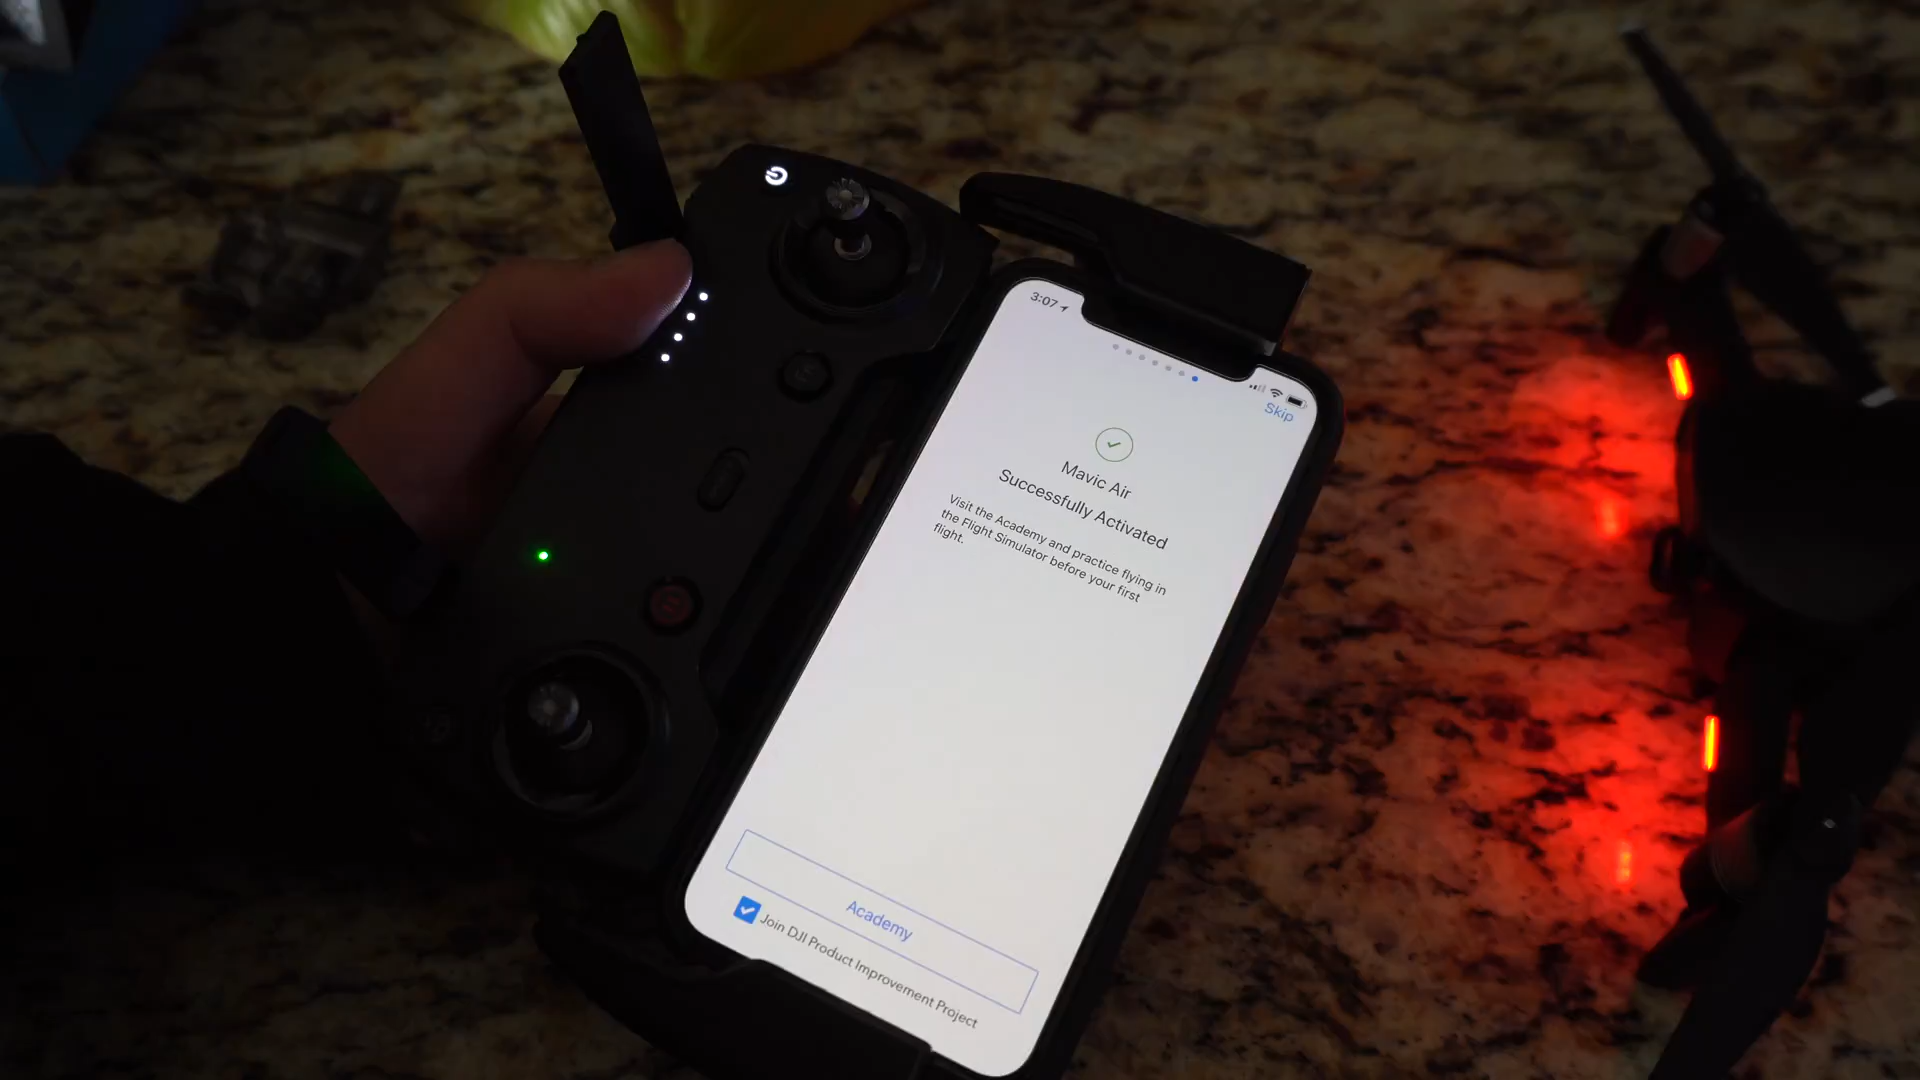 3:07
Skip
Mavic Air
Successfully Activated
Visit the Academy and practice flying in
the Flight Simulator before your first
flight.
Academy
Join DJI Product Improvement Project